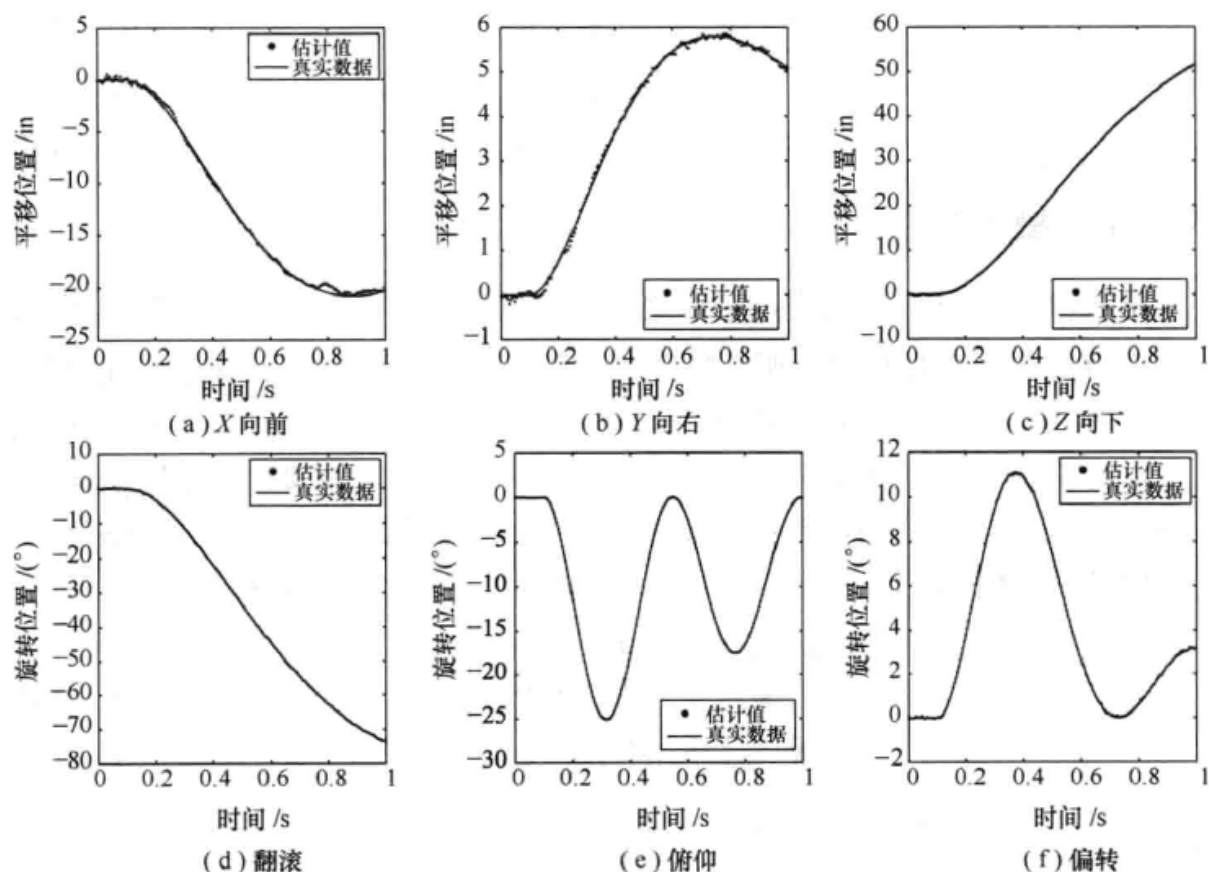 5
0
−5
−10
−15
−20
−25
平移位置 /in
估计值
真实数据
0 0.2 0.4 0.6 0.8 1
时间 /s
(a) X 向前
6
5
4
3
2
1
0
−1
平移位置 /in
估计值
真实数据
0 0.2 0.4 0.6 0.8 1
时间 /s
(b) Y 向右
60
50
40
30
20
10
0
−10
平移位置 /in
估计值
真实数据
0 0.2 0.4 0.6 0.8 1
时间 /s
(c) Z 向下
10
0
−10
−20
−30
−40
−50
−60
−70
−80
旋转位置 /(°)
估计值
真实数据
0 0.2 0.4 0.6 0.8 1
时间 /s
(d) 翻滚
5
0
−5
−10
−15
−20
−25
−30
旋转位置 /(°)
估计值
真实数据
0 0.2 0.4 0.6 0.8 1
时间 /s
(e) 俯仰
12
10
8
6
4
2
0
−2
旋转位置 /(°)
估计值
真实数据
0 0.2 0.4 0.6 0.8 1
时间 /s
(f) 偏转